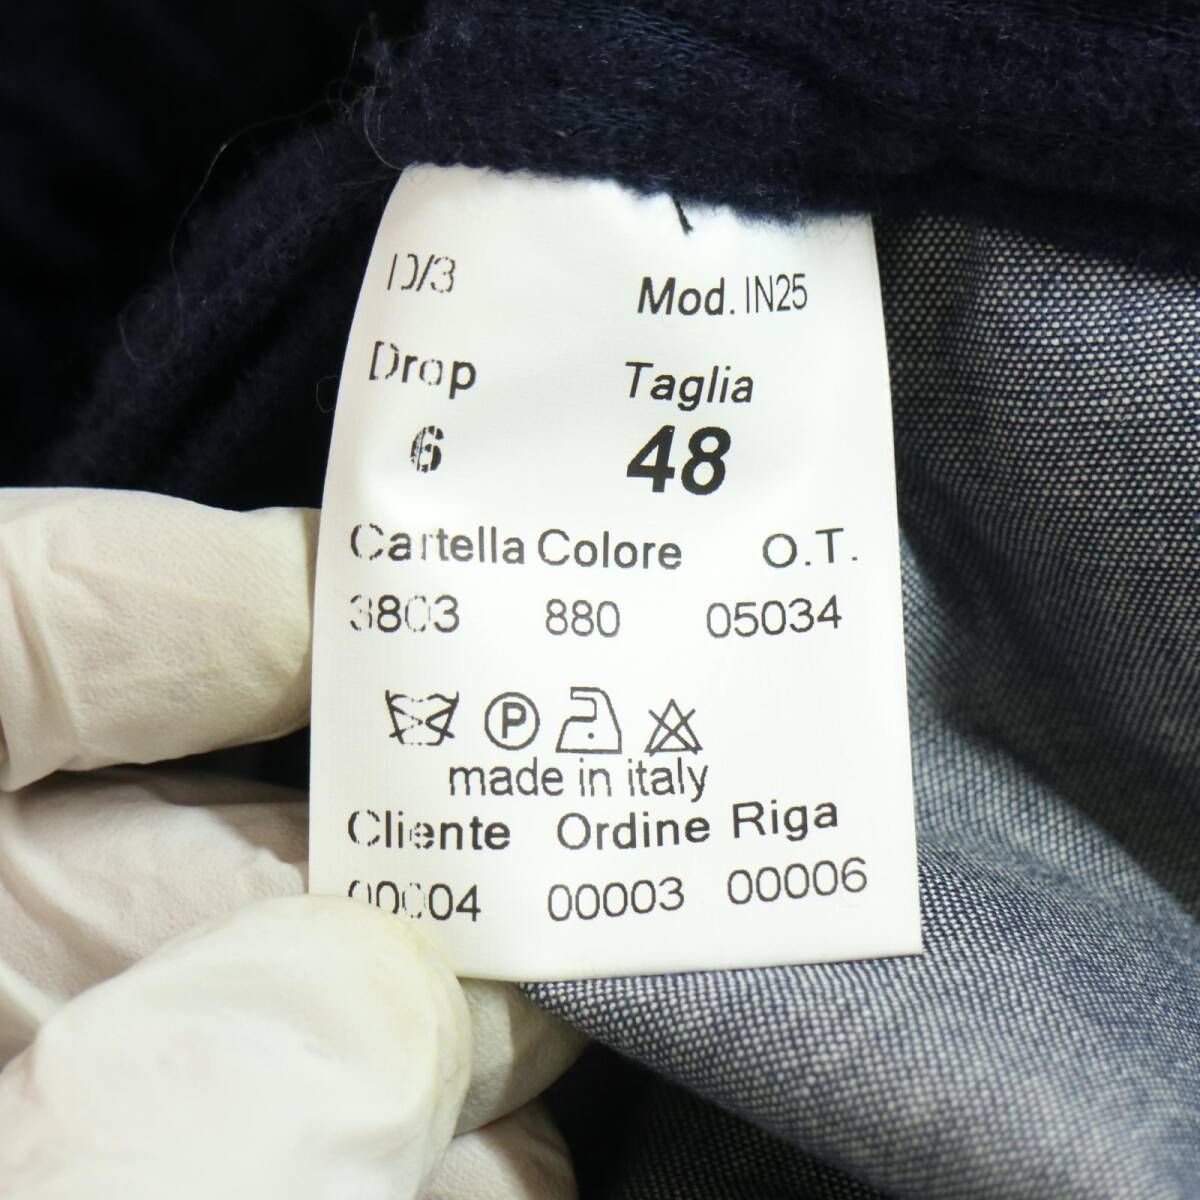 D/3 Mod. IN25
Drop Taglia
6 48
Cartella Colore O.T.
3803 880 05034
P
made in italy
Cliente Ordine Riga
00004 00003 00006